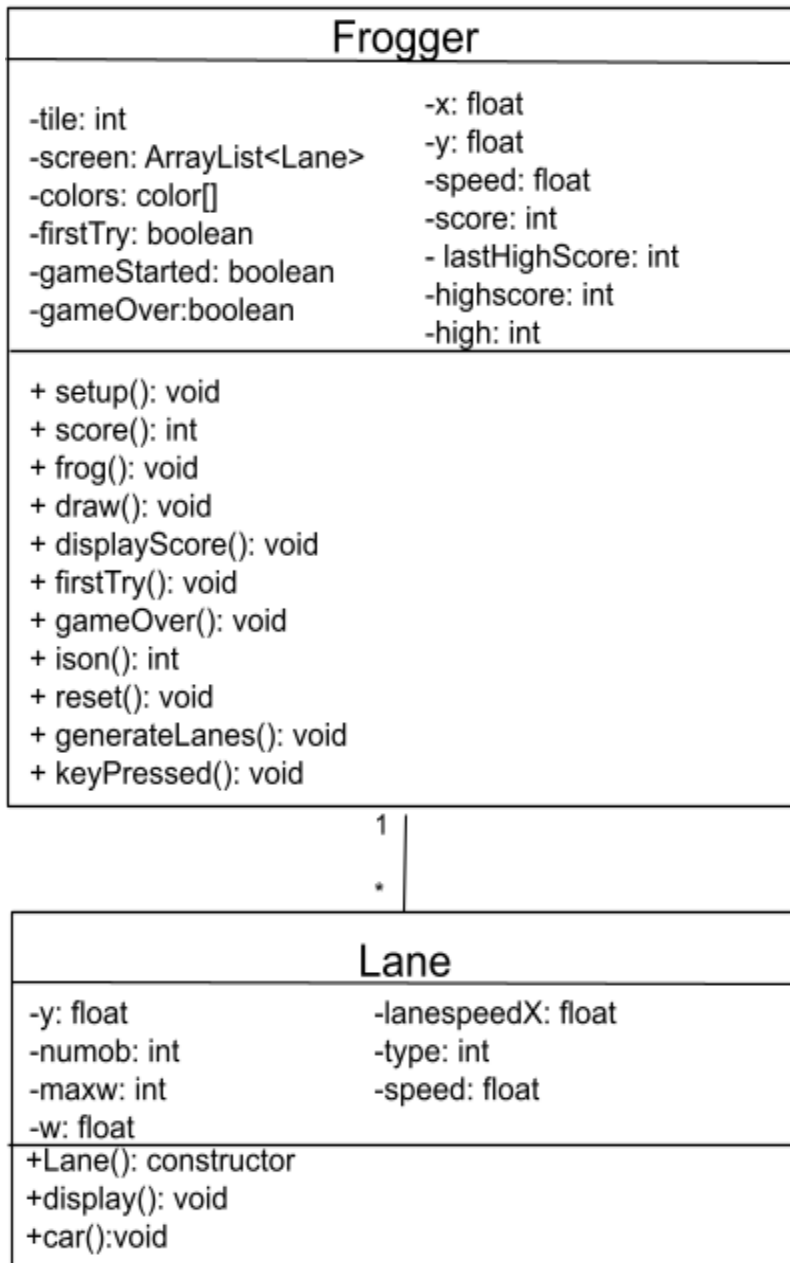 Frogger
-tile: int
-screen: ArrayList<Lane>
-colors: color[]
-firstTry: boolean
-gameStarted: boolean
-gameOver:boolean
-x: float
-y: float
-speed: float
-score: int
- lastHighScore: int
-highscore: int
-high: int
+ setup(): void
+ score(): int
+ frog(): void
+ draw(): void
+ displayScore(): void
+ firstTry(): void
+ gameOver(): void
+ ison(): int
+ reset(): void
+ generateLanes(): void
+ keyPressed(): void
1
*
Lane
-y: float
-numob: int
-maxw: int
-w: float
-lanespeedX: float
-type: int
-speed: float
+Lane(): constructor
+display(): void
+car():void